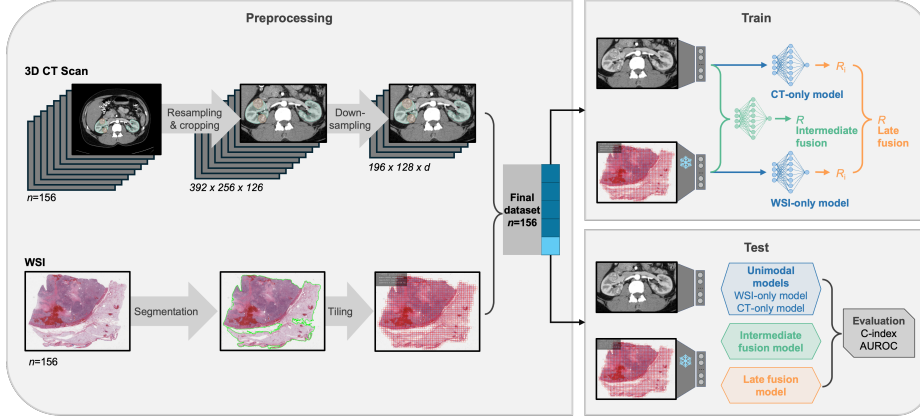 Preprocessing
3D CT Scan
Resampling
& cropping
Down-
sampling
n=156
392 x 256 x 126
196 x 128 x d
Final
dataset
n=156
WSI
Segmentation
Tiling
n=156
Train
CT-only model
R_i
R
Intermediate
fusion
R
Late
fusion
R_i
WSI-only model
Test
Unimodal
models
WSI-only model
CT-only model
Intermediate
fusion model
Late fusion
model
Evaluation
C-index
AUROC